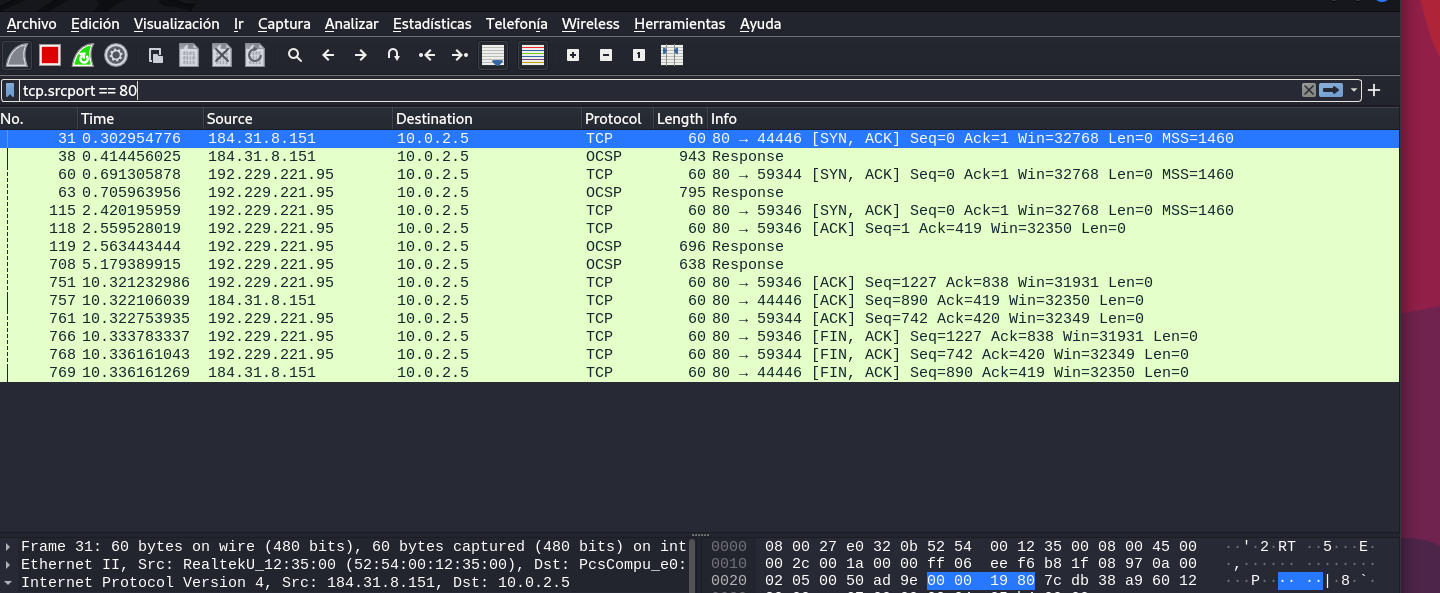 Archivo Edición Visualización Ir Captura Analizar Estadísticas Telefonía Wireless Herramientas Ayuda
tcp.srcport == 80
No. Time Source Destination Protocol Length Info
31 0.302954776 184.31.8.151 10.0.2.5 TCP 60 80 → 44446 [SYN, ACK] Seq=0 Ack=1 Win=32768 Len=0 MSS=1460
38 0.414456025 184.31.8.151 10.0.2.5 OCSP 943 Response
60 0.691305878 192.229.221.95 10.0.2.5 TCP 60 80 → 59344 [SYN, ACK] Seq=0 Ack=1 Win=32768 Len=0 MSS=1460
63 0.705963956 192.229.221.95 10.0.2.5 OCSP 795 Response
115 2.420195959 192.229.221.95 10.0.2.5 TCP 60 80 → 59346 [SYN, ACK] Seq=0 Ack=1 Win=32768 Len=0 MSS=1460
118 2.559528019 192.229.221.95 10.0.2.5 TCP 60 80 → 59346 [ACK] Seq=1 Ack=419 Win=32350 Len=0
119 2.563443444 192.229.221.95 10.0.2.5 OCSP 696 Response
708 5.179389915 192.229.221.95 10.0.2.5 OCSP 638 Response
751 10.321232986 192.229.221.95 10.0.2.5 TCP 60 80 → 59346 [ACK] Seq=1227 Ack=838 Win=31931 Len=0
757 10.322106039 184.31.8.151 10.0.2.5 TCP 60 80 → 44446 [ACK] Seq=890 Ack=419 Win=32350 Len=0
761 10.322753935 192.229.221.95 10.0.2.5 TCP 60 80 → 59344 [ACK] Seq=742 Ack=420 Win=32349 Len=0
766 10.333783337 192.229.221.95 10.0.2.5 TCP 60 80 → 59346 [FIN, ACK] Seq=1227 Ack=838 Win=31931 Len=0
768 10.336161043 192.229.221.95 10.0.2.5 TCP 60 80 → 59344 [FIN, ACK] Seq=742 Ack=420 Win=32349 Len=0
769 10.336161269 184.31.8.151 10.0.2.5 TCP 60 80 → 44446 [FIN, ACK] Seq=890 Ack=419 Win=32350 Len=0
Frame 31: 60 bytes on wire (480 bits), 60 bytes captured (480 bits) on int
Ethernet II, Src: RealtekU_12:35:00 (52:54:00:12:35:00), Dst: PcsCompu_e0:
Internet Protocol Version 4, Src: 184.31.8.151, Dst: 10.0.2.5
0000 08 00 27 e0 32 0b 52 54 00 12 35 00 08 00 45 00 ··'·2·RT ··5···E·
0010 00 2c 00 1a 00 00 ff 06 ee f6 b8 1f 08 97 0a 00 ·,······ ········
0020 02 05 00 50 ad 9e 00 00 19 80 7c db 38 a9 60 12 ···P···· ··|·8·`·